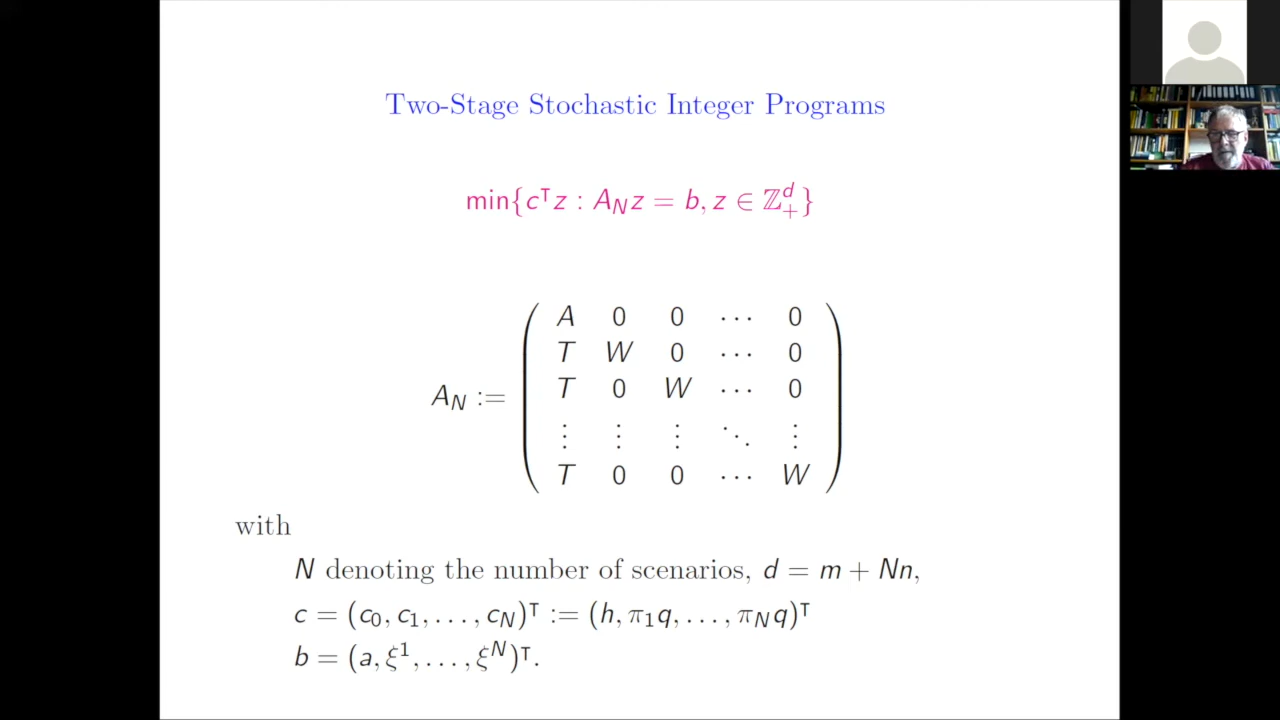 Two-Stage Stochastic Integer Programs
min{c⊤z : A_N z = b, z ∈ ℤ₊ᵈ}
A_N :=
A 0 0 ⋯ 0
T W 0 ⋯ 0
T 0 W ⋯ 0
⋮ ⋮ ⋮ ⋱ ⋮
T 0 0 ⋯ W
with
N denoting the number of scenarios, d = m + Nn,
c = (c₀, c₁, . . . , c_N)⊤ := (h, π₁q, . . . , π_N q)⊤
b = (a, ξ¹, . . . , ξᴺ)⊤.